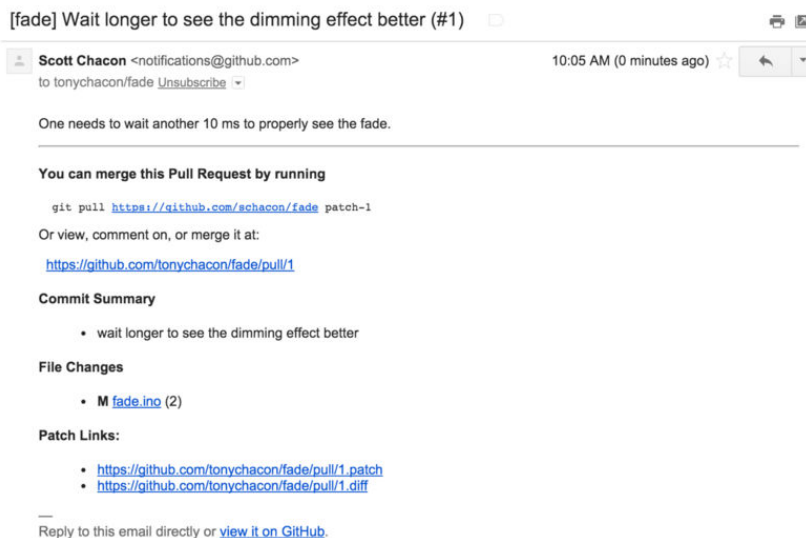 [fade] Wait longer to see the dimming effect better (#1)
Scott Chacon <notifications@github.com>
10:05 AM (0 minutes ago)
to tonychacon/fade Unsubscribe
One needs to wait another 10 ms to properly see the fade.
You can merge this Pull Request by running
git pull https://github.com/schacon/fade patch-1
Or view, comment on, or merge it at:
https://github.com/tonychacon/fade/pull/1
Commit Summary
• wait longer to see the dimming effect better
File Changes
• M fade.ino (2)
Patch Links:
• https://github.com/tonychacon/fade/pull/1.patch
• https://github.com/tonychacon/fade/pull/1.diff
—
Reply to this email directly or view it on GitHub.